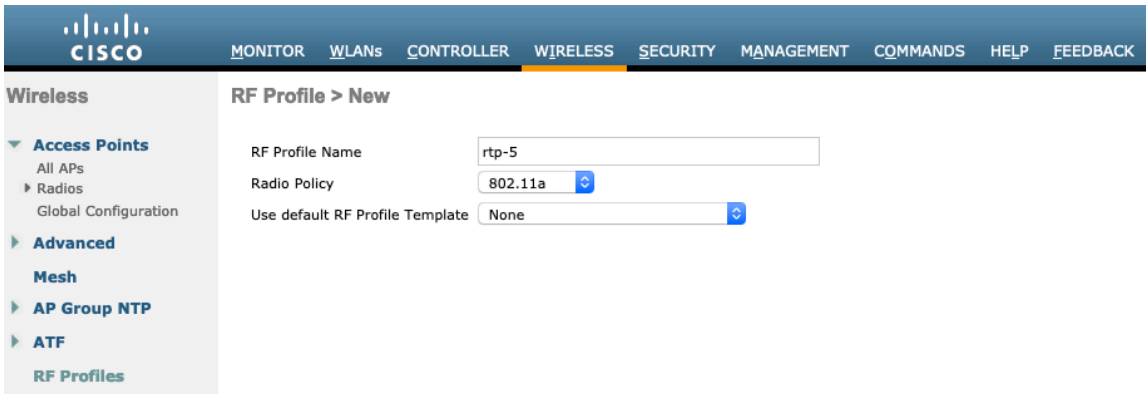 CISCO
MONITOR WLANs CONTROLLER WIRELESS SECURITY MANAGEMENT COMMANDS HELP FEEDBACK
Wireless
RF Profile > New
Access Points
All APs
Radios
Global Configuration
Advanced
Mesh
AP Group NTP
ATF
RF Profiles
RF Profile Name rtp-5
Radio Policy 802.11a
Use default RF Profile Template None